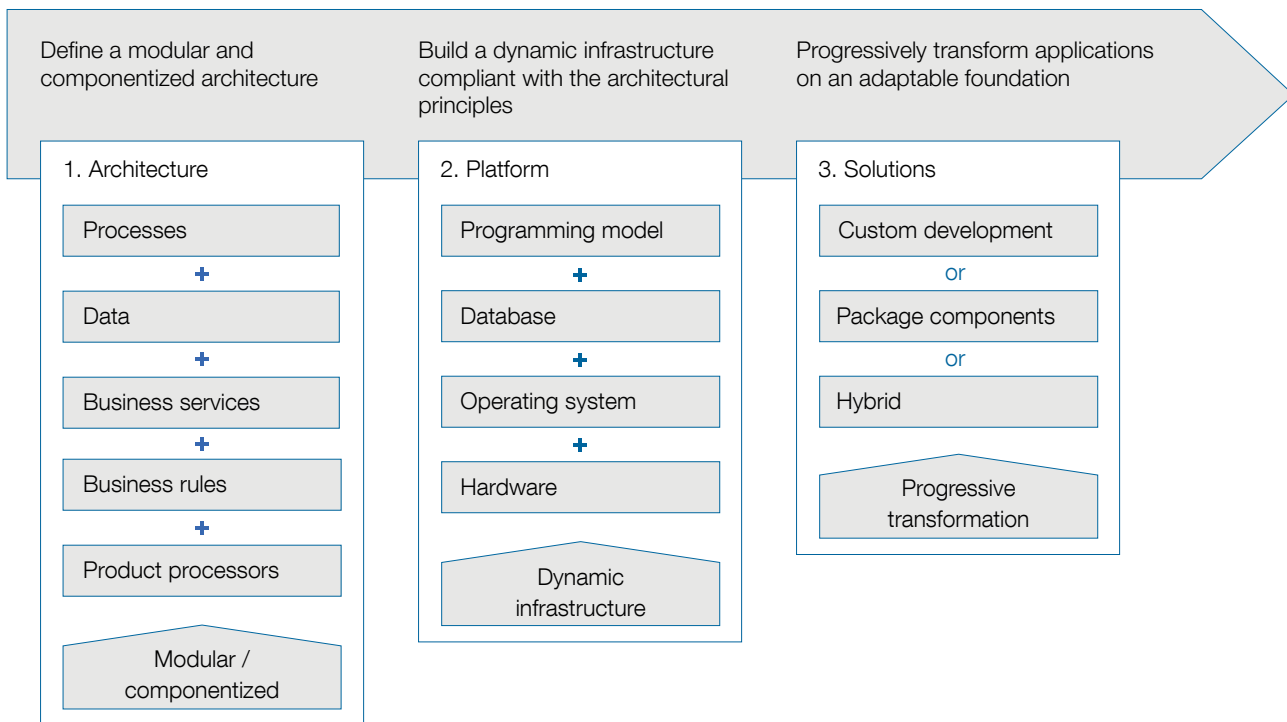 Define a modular and
componentized architecture
Build a dynamic infrastructure
compliant with the architectural
principles
Progressively transform applications
on an adaptable foundation
1. Architecture
Processes
+
Data
+
Business services
+
Business rules
+
Product processors
Modular /
componentized
2. Platform
Programming model
+
Database
+
Operating system
+
Hardware
Dynamic
infrastructure
3. Solutions
Custom development
or
Package components
or
Hybrid
Progressive
transformation